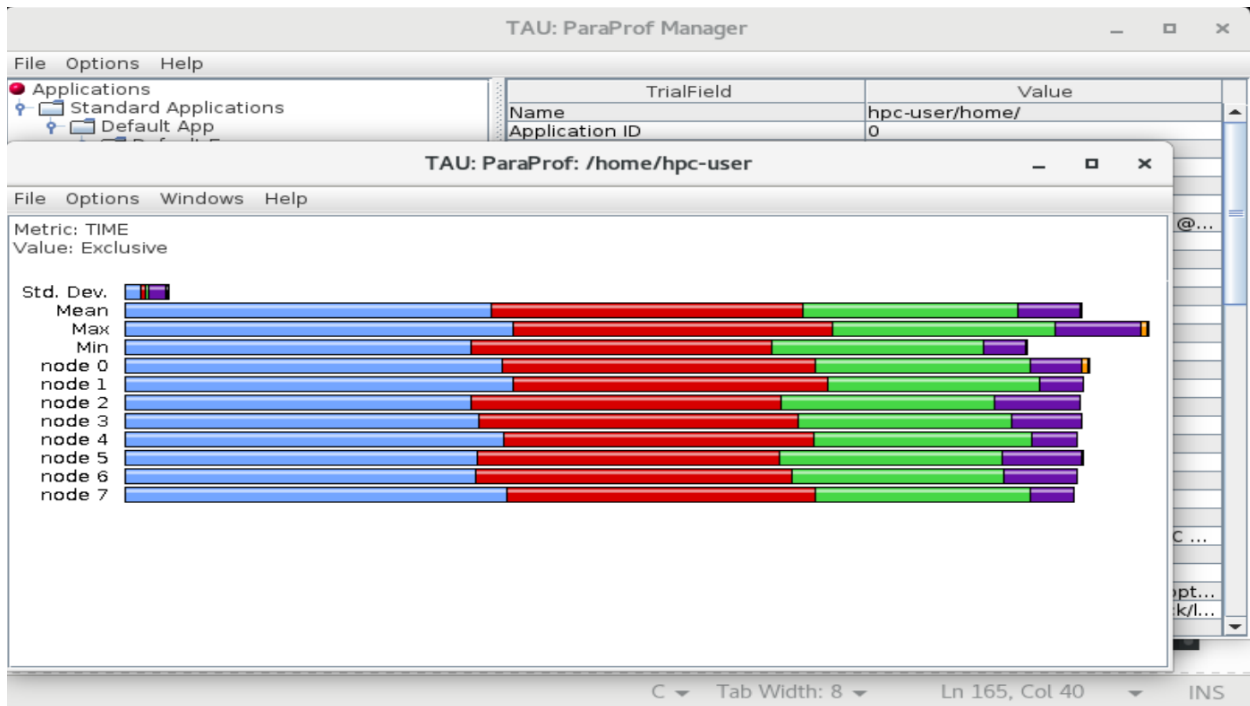 TAU: ParaProf Manager
File Options Help
Applications
Standard Applications
Default App
TrialField Value
Name hpc-user/home/
Application ID 0
TAU: ParaProf: /home/hpc-user
File Options Windows Help
@...
Metric: TIME
Value: Exclusive
Std. Dev.
Mean
Max
Min
node 0
node 1
node 2
node 3
node 4
node 5
node 6
node 7
C ...
opt...
k/l...
C Tab Width: 8 Ln 165, Col 40 INS